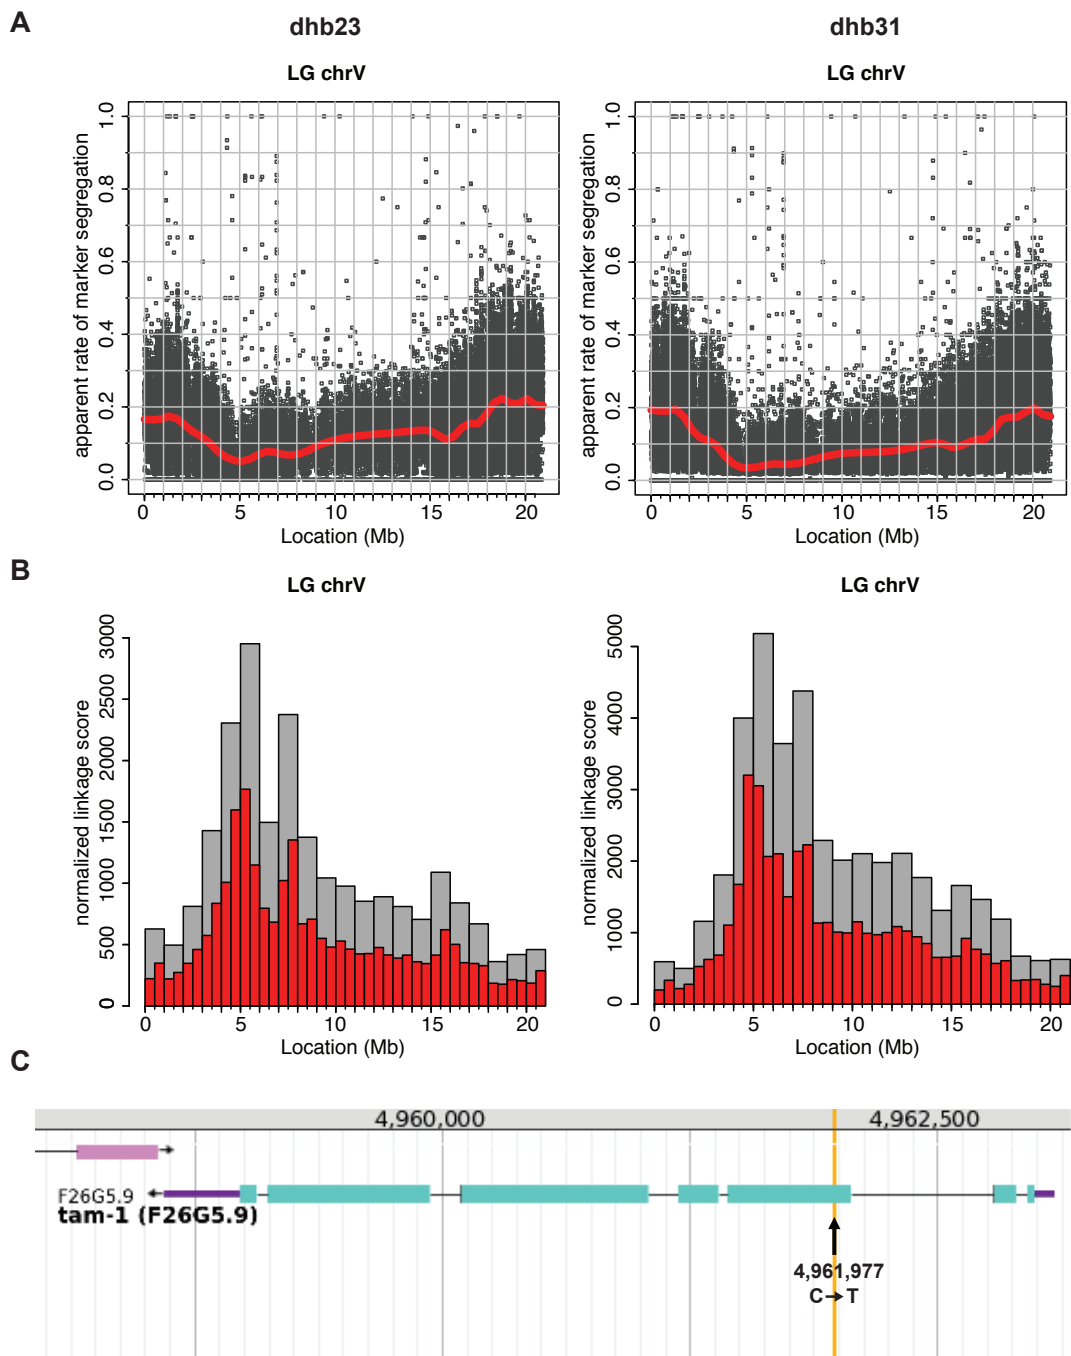 A
dhb23
dhb31
LG chrV
LG chrV
apparent rate of marker segregation
0.0 0.2 0.4 0.6 0.8 1.0
0 5 10 15 20
Location (Mb)
apparent rate of marker segregation
0.0 0.2 0.4 0.6 0.8 1.0
0 5 10 15 20
Location (Mb)
B
LG chrV
LG chrV
normalized linkage score
0 500 1000 1500 2000 2500 3000
0 5 10 15 20
Location (Mb)
normalized linkage score
0 1000 2000 3000 4000 5000
0 5 10 15 20
Location (Mb)
C
4,960,000 4,962,500
F26G5.9
tam-1 (F26G5.9)
4,961,977
C→T